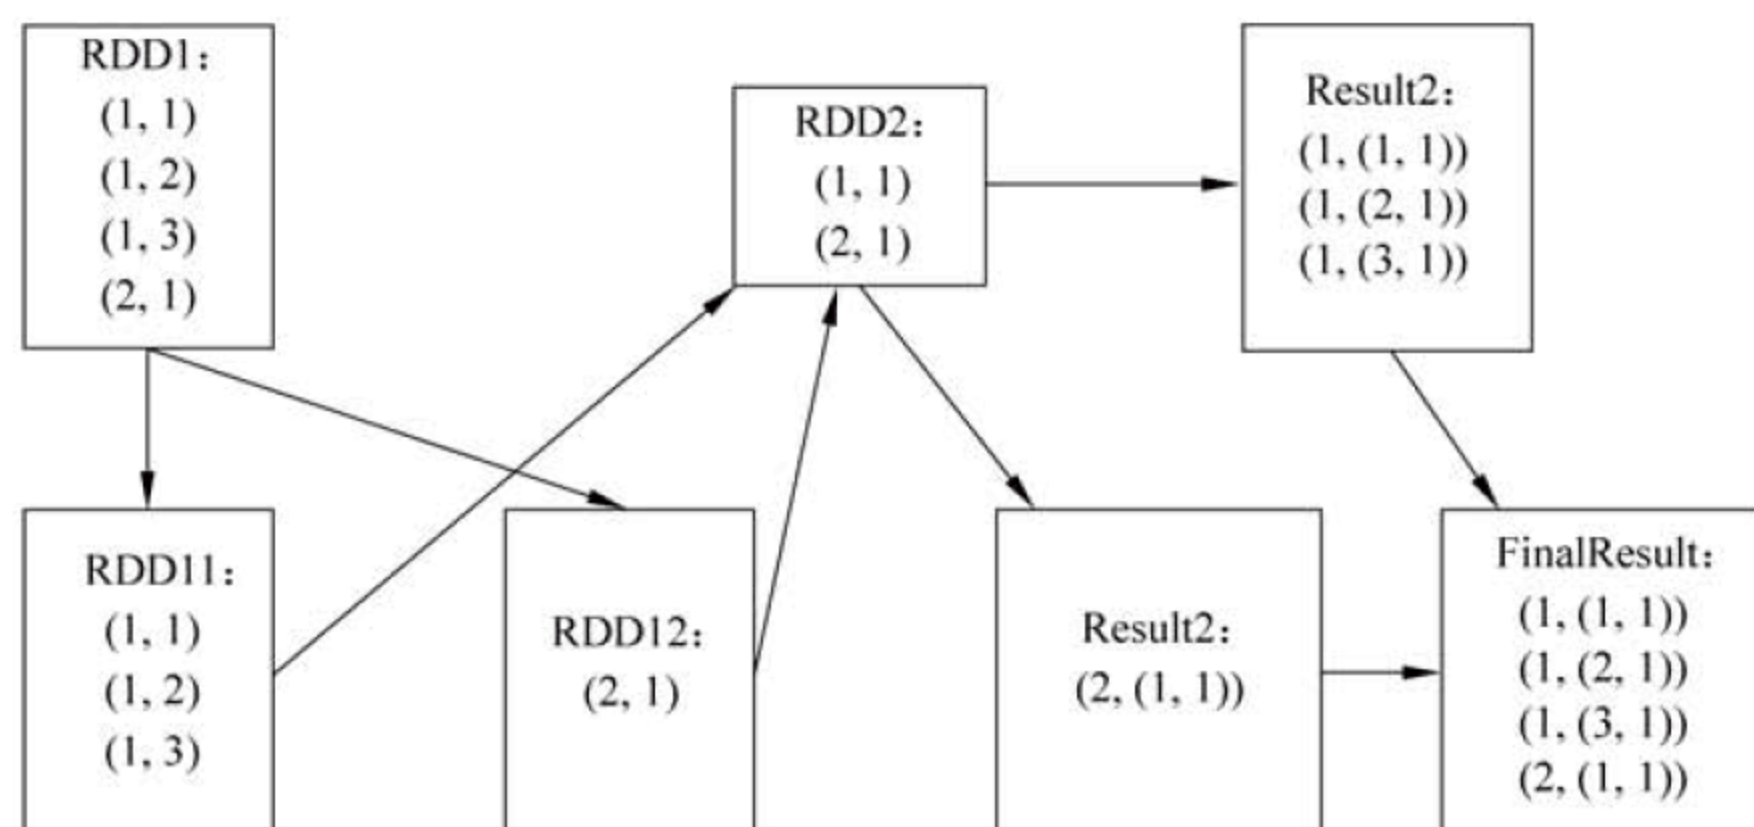 RDD1：
(1, 1)
(1, 2)
(1, 3)
(2, 1)
RDD2：
(1, 1)
(2, 1)
Result2：
(1, (1, 1))
(1, (2, 1))
(1, (3, 1))
RDD11：
(1, 1)
(1, 2)
(1, 3)
RDD12：
(2, 1)
Result2：
(2, (1, 1))
FinalResult：
(1, (1, 1))
(1, (2, 1))
(1, (3, 1))
(2, (1, 1))